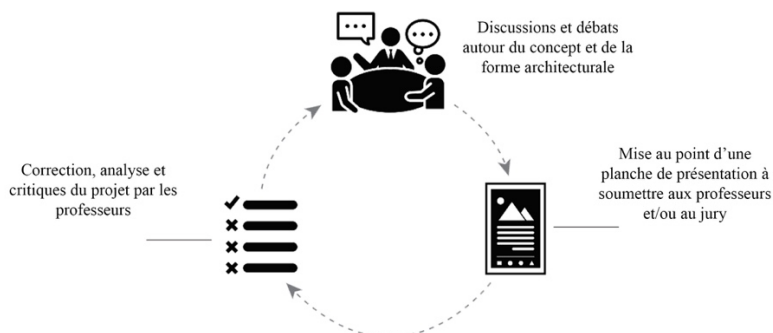 Discussions et débats
autour du concept et de la
forme architecturale
Mise au point d’une
planche de présentation à
soumettre aux professeurs
et/ou au jury
Correction, analyse et
critiques du projet par les
professeurs